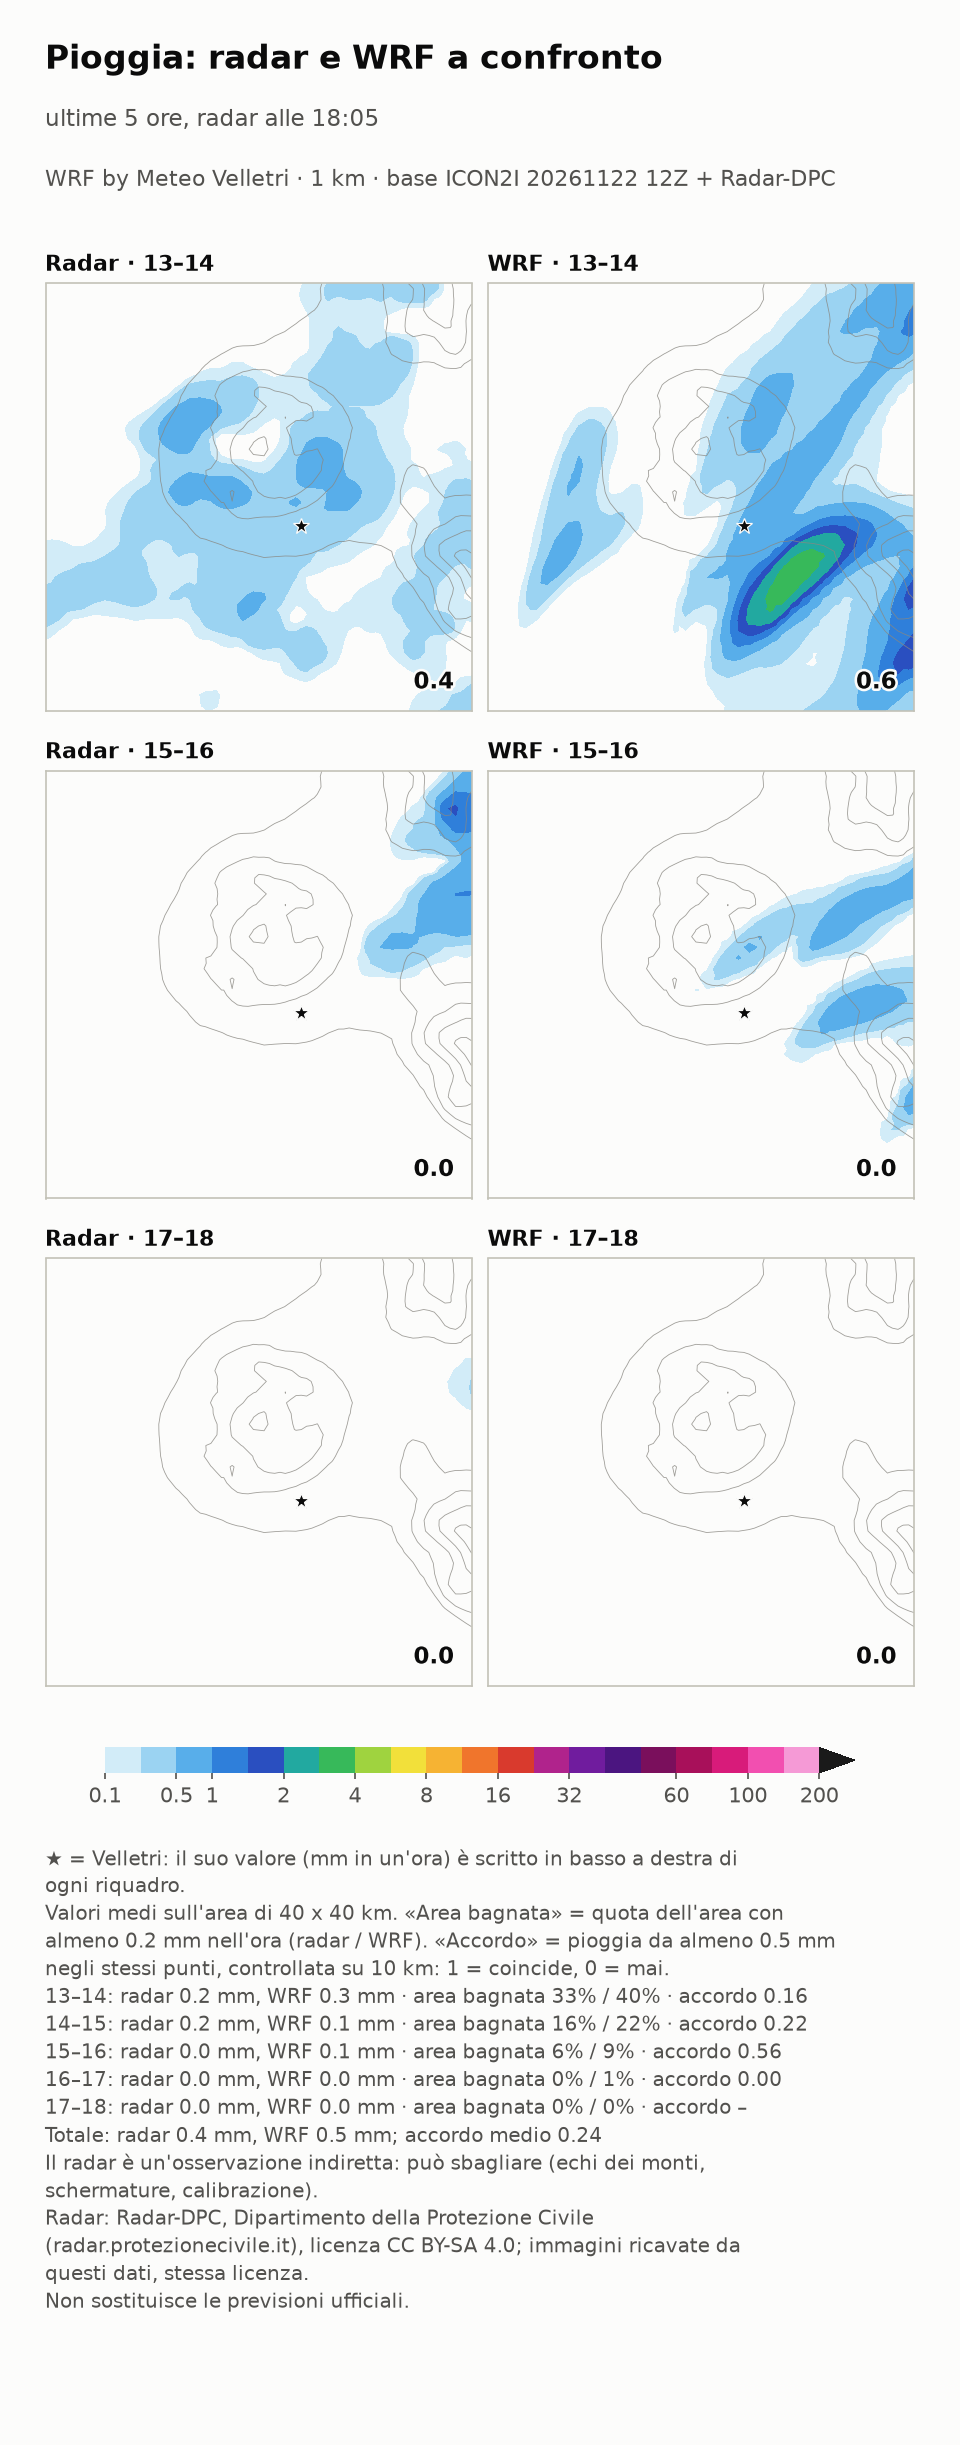 Pioggia: radar e WRF a confronto
ultime 5 ore, radar alle 18:05
WRF by Meteo Velletri · 1 km · base ICON2I 20261122 12Z + Radar-DPC
Radar · 13–14
WRF · 13–14
0.4
0.6
Radar · 15–16
WRF · 15–16
0.0
0.0
Radar · 17–18
WRF · 17–18
0.0
0.0
0.1 0.5 1 2 4 8 16 32 60 100 200
★ = Velletri: il suo valore (mm in un'ora) è scritto in basso a destra di
ogni riquadro.
Valori medi sull'area di 40 x 40 km. «Area bagnata» = quota dell'area con
almeno 0.2 mm nell'ora (radar / WRF). «Accordo» = pioggia da almeno 0.5 mm
negli stessi punti, controllata su 10 km: 1 = coincide, 0 = mai.
13–14: radar 0.2 mm, WRF 0.3 mm · area bagnata 33% / 40% · accordo 0.16
14–15: radar 0.2 mm, WRF 0.1 mm · area bagnata 16% / 22% · accordo 0.22
15–16: radar 0.0 mm, WRF 0.1 mm · area bagnata 6% / 9% · accordo 0.56
16–17: radar 0.0 mm, WRF 0.0 mm · area bagnata 0% / 1% · accordo 0.00
17–18: radar 0.0 mm, WRF 0.0 mm · area bagnata 0% / 0% · accordo –
Totale: radar 0.4 mm, WRF 0.5 mm; accordo medio 0.24
Il radar è un'osservazione indiretta: può sbagliare (echi dei monti,
schermature, calibrazione).
Radar: Radar-DPC, Dipartimento della Protezione Civile
(radar.protezionecivile.it), licenza CC BY-SA 4.0; immagini ricavate da
questi dati, stessa licenza.
Non sostituisce le previsioni ufficiali.